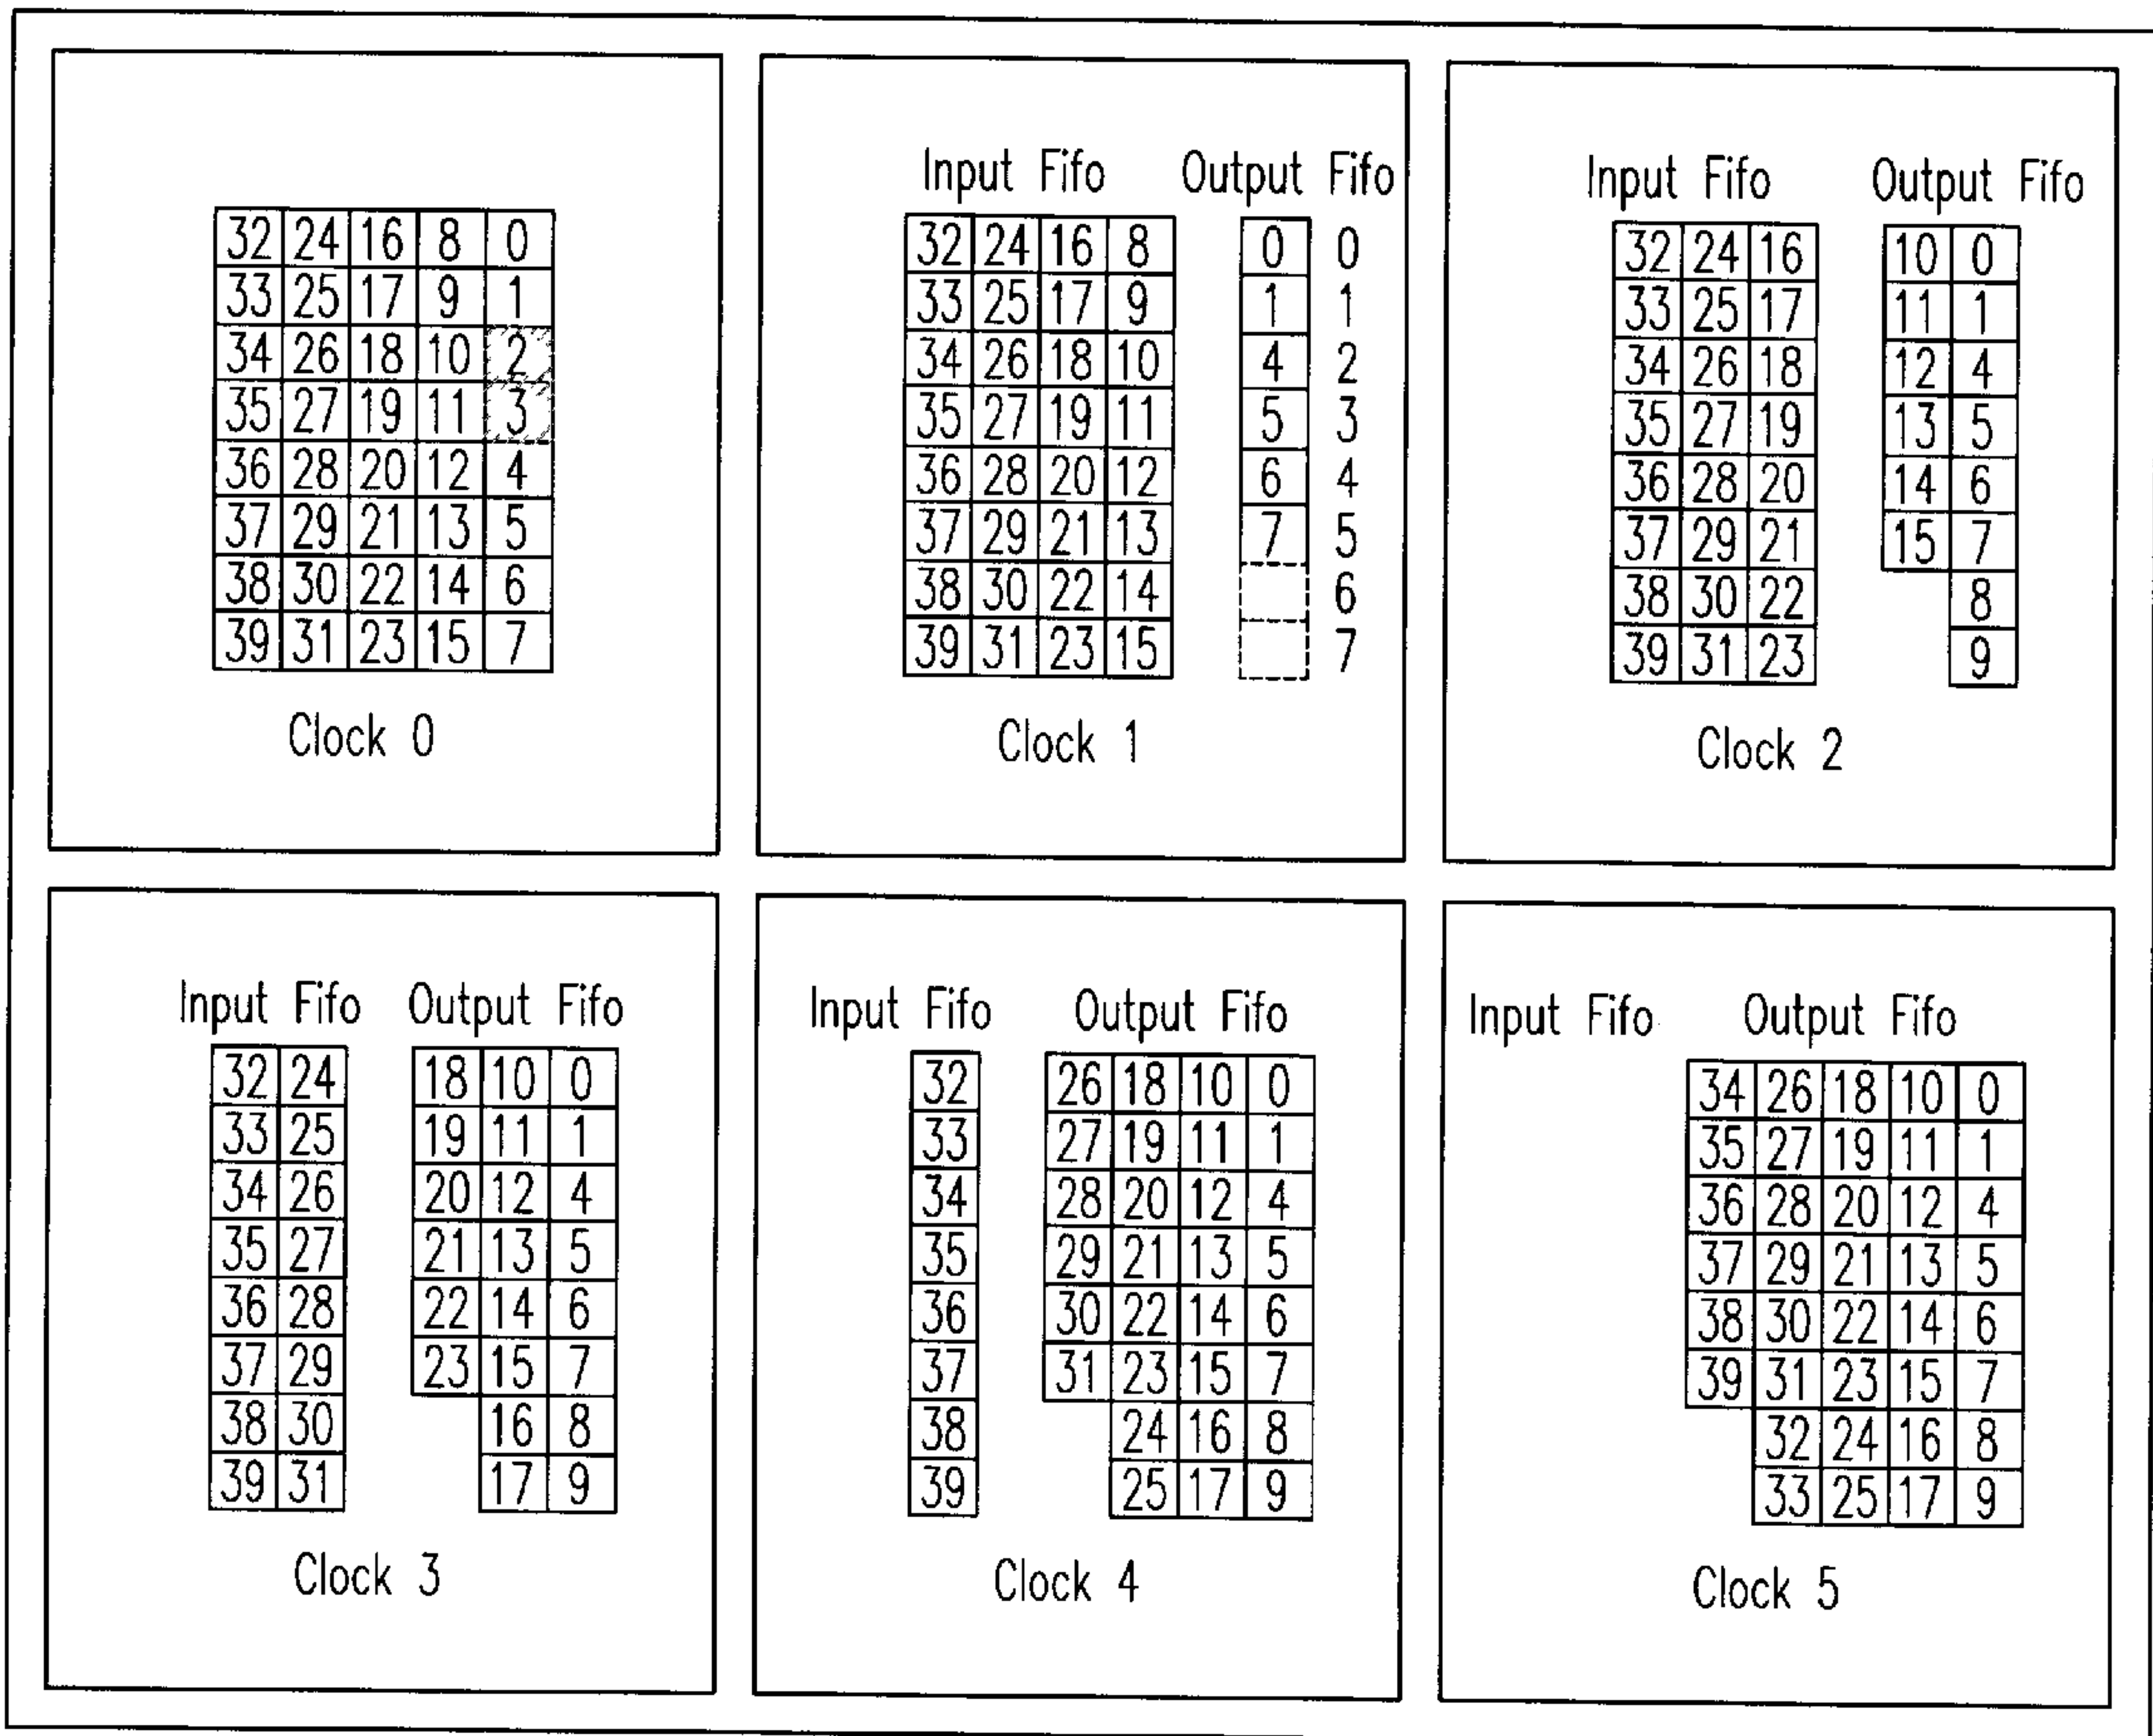 32 24 16 8 0
33 25 17 9 1
34 26 18 10 2
35 27 19 11 3
36 28 20 12 4
37 29 21 13 5
38 30 22 14 6
39 31 23 15 7
Clock 0
Input Fifo Output Fifo
32 24 16 8 0 0
33 25 17 9 1 1
34 26 18 10 4 2
35 27 19 11 5 3
36 28 20 12 6 4
37 29 21 13 7 5
38 30 22 14 6
39 31 23 15 7
Clock 1
Input Fifo Output Fifo
32 24 16 10 0
33 25 17 11 1
34 26 18 12 4
35 27 19 13 5
36 28 20 14 6
37 29 21 15 7
38 30 22 8
39 31 23 9
Clock 2
Input Fifo Output Fifo
32 24 18 10 0
33 25 19 11 1
34 26 20 12 4
35 27 21 13 5
36 28 22 14 6
37 29 23 15 7
38 30 16 8
39 31 17 9
Clock 3
Input Fifo Output Fifo
32 26 18 10 0
33 27 19 11 1
34 28 20 12 4
35 29 21 13 5
36 30 22 14 6
37 31 23 15 7
38 24 16 8
39 25 17 9
Clock 4
Input Fifo Output Fifo
34 26 18 10 0
35 27 19 11 1
36 28 20 12 4
37 29 21 13 5
38 30 22 14 6
39 31 23 15 7
32 24 16 8
33 25 17 9
Clock 5